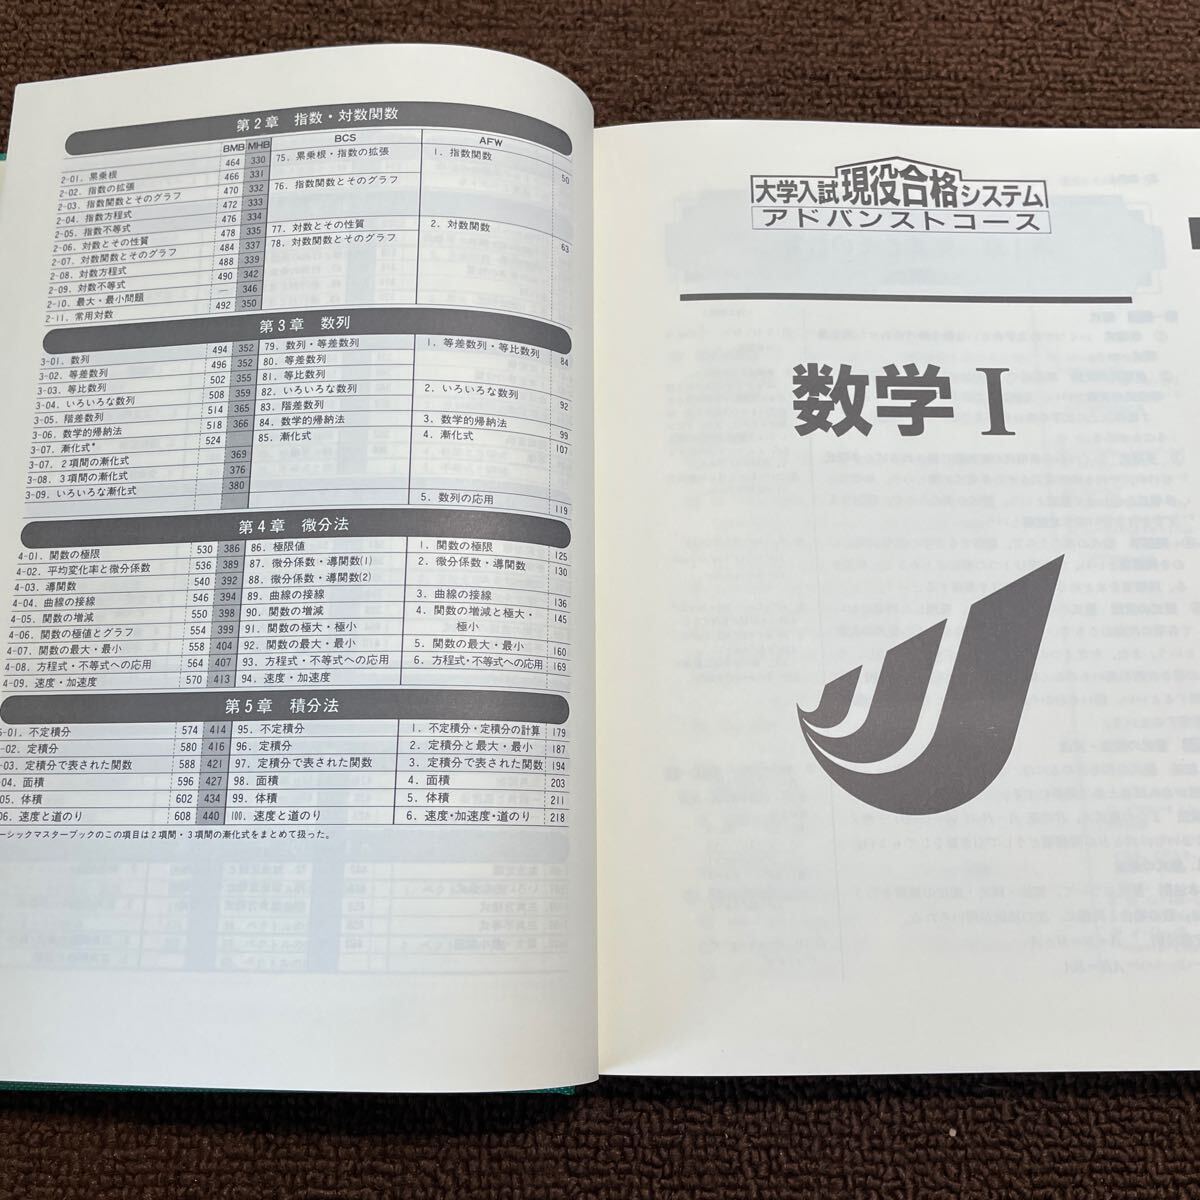 第2章 指数・対数関数
BMB MHB BCS AFW
2-01. 累乗根 464 330 75. 累乗根・指数の拡張 1. 指数関数 50
2-02. 指数の拡張 466 331
2-03. 指数関数とそのグラフ 470 332 76. 指数関数とそのグラフ
2-04. 指数方程式 472 333
2-05. 指数不等式 476 334
2-06. 対数とその性質 478 335 77. 対数とその性質 2. 対数関数 63
2-07. 対数関数とそのグラフ 484 337 78. 対数関数とそのグラフ
2-08. 対数方程式 488 339
2-09. 対数不等式 490 342
2-10. 最大・最小問題 — 346
2-11. 常用対数 492 350
第3章 数列
3-01. 数列 494 352 79. 数列・等差数列 1. 等差数列・等比数列 84
3-02. 等差数列 496 352 80. 等差数列
3-03. 等比数列 502 355 81. 等比数列
3-04. いろいろな数列 508 359 82. いろいろな数列 2. いろいろな数列 92
3-05. 階差数列 514 365 83. 階差数列
3-06. 数学的帰納法 518 366 84. 数学的帰納法 3. 数学的帰納法 99
3-07. 漸化式* 524 85. 漸化式 4. 漸化式 107
3-07. 2項間の漸化式 369
3-08. 3項間の漸化式 376
3-09. いろいろな漸化式 380 5. 数列の応用 119
第4章 微分法
4-01. 関数の極限 530 386 86. 極限値 1. 関数の極限 125
4-02. 平均変化率と微分係数 536 389 87. 微分係数・導関数(1) 2. 微分係数・導関数 130
4-03. 導関数 540 392 88. 微分係数・導関数(2)
4-04. 曲線の接線 546 394 89. 曲線の接線 3. 曲線の接線 136
4-05. 関数の増減 550 398 90. 関数の増減 4. 関数の増減と極大・極小 145
4-06. 関数の極値とグラフ 554 399 91. 関数の極大・極小
4-07. 関数の最大・最小 558 404 92. 関数の最大・最小 5. 関数の最大・最小 160
4-08. 方程式・不等式への応用 564 407 93. 方程式・不等式への応用 6. 方程式・不等式への応用 169
4-09. 速度・加速度 570 413 94. 速度・加速度
第5章 積分法
5-01. 不定積分 574 414 95. 不定積分 1. 不定積分・定積分の計算 179
-02. 定積分 580 416 96. 定積分 2. 定積分と最大・最小 187
-03. 定積分で表された関数 588 421 97. 定積分で表された関数 3. 定積分で表された関数 194
-04. 面積 596 427 98. 面積 4. 面積 203
05. 体積 602 434 99. 体積 5. 体積 211
06. 速度と道のり 608 440 100. 速度と道のり 6. 速度・加速度・道のり 218
ーシックマスターブックのこの項目は2項間・3項間の漸化式をまとめて扱った。
大学入試現役合格システム
アドバンストコース
数学 I